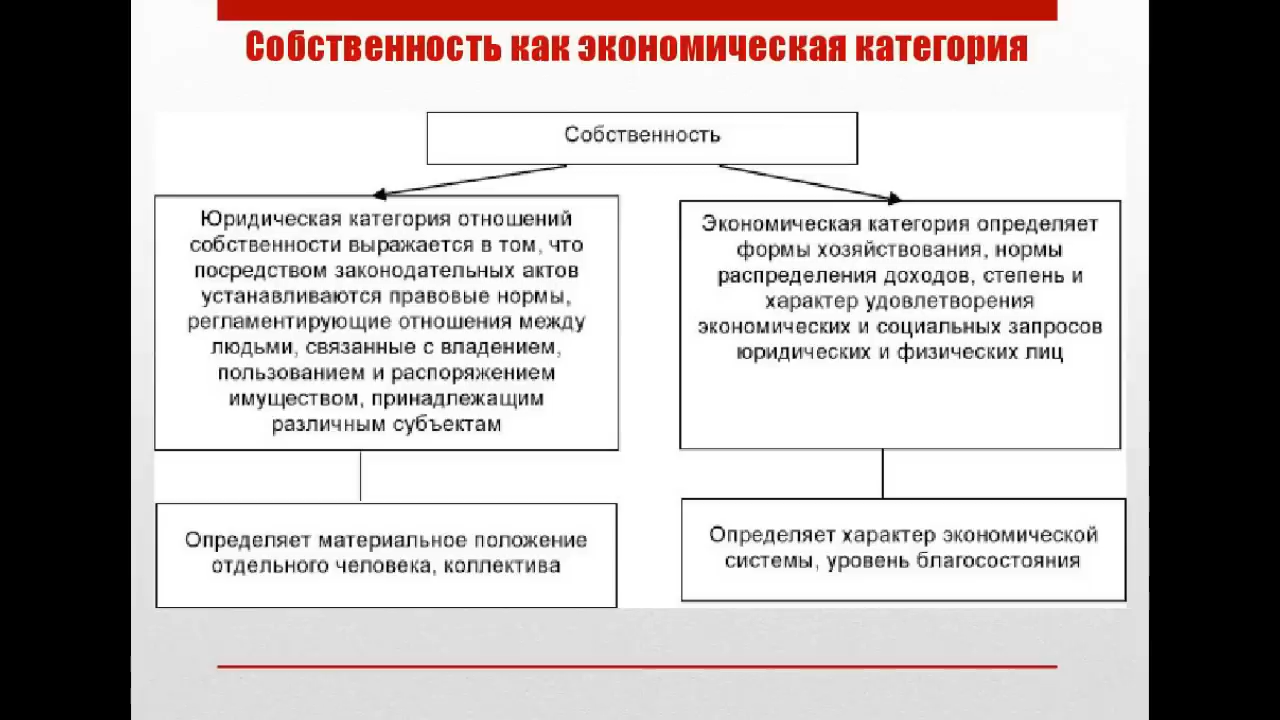 Собственность как экономическая категория
Собственность
Юридическая категория отношений
собственности выражается в том, что
посредством законодательных актов
устанавливаются правовые нормы,
регламентирующие отношения между
людьми, связанные с владением,
пользованием и распоряжением
имуществом, принадлежащим
различным субъектам
Экономическая категория определяет
формы хозяйствования, нормы
распределения доходов, степень и
характер удовлетворения
экономических и социальных запросов
юридических и физических лиц
Определяет материальное положение
отдельного человека, коллектива
Определяет характер экономической
системы, уровень благосостояния